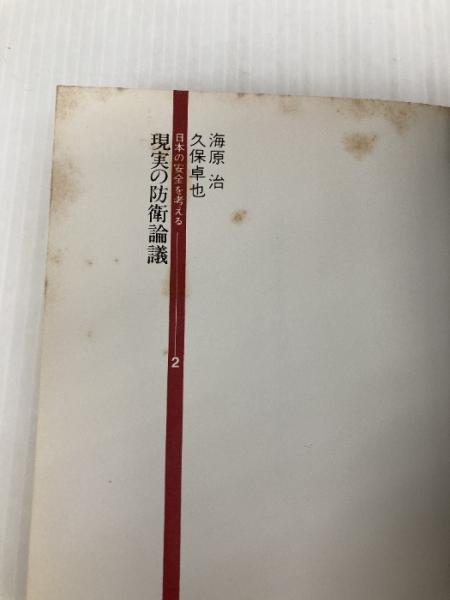 海原 治
久保卓也
日本の安全を考える——2
現実の防衛論議